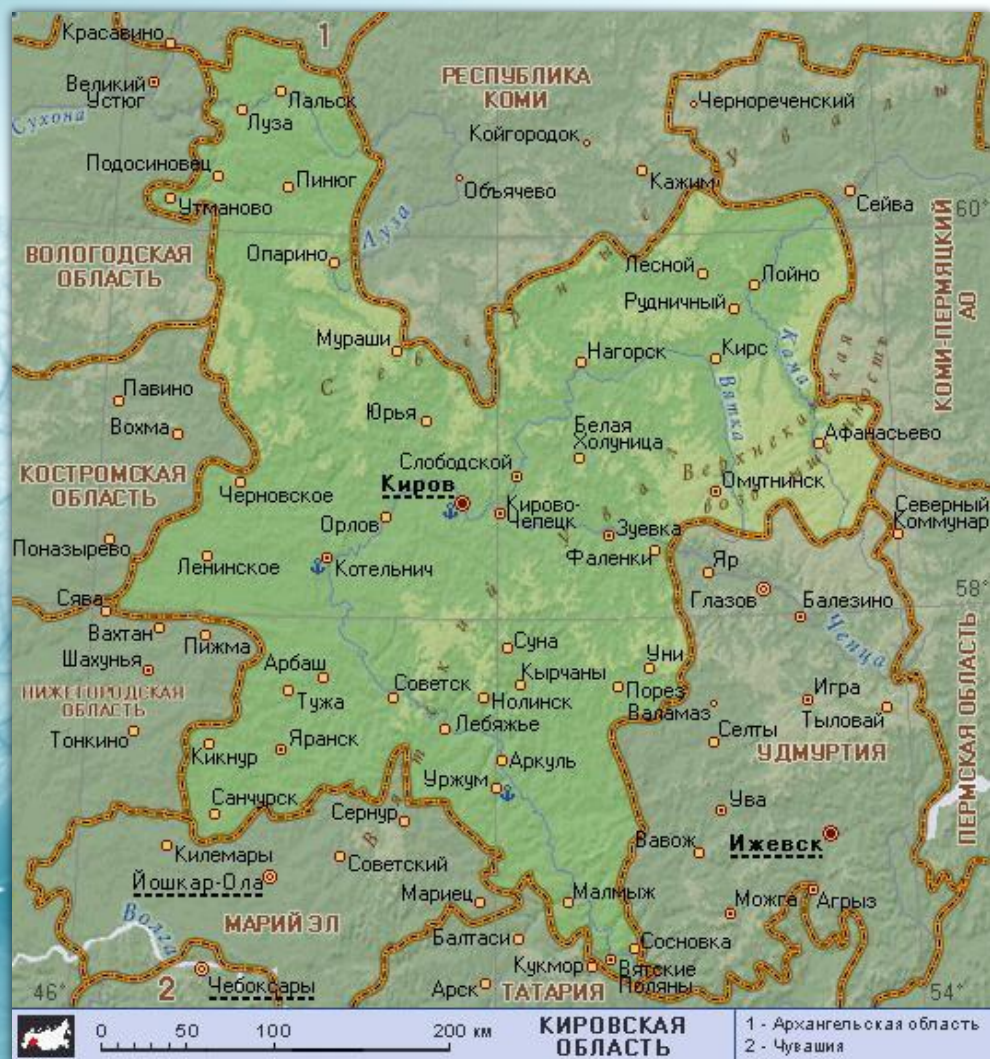 Красавино
1
Великий
Устюг
РЕСПУБЛИКА
КОМИ
Чернореченский
Сухона
Лальск
Луза
Койгородок
Увалы
Подосиновец
Пинюг
Объячево
Кажим
Утманово
Сейва
60°
Луза
ВОЛОГОДСКАЯ
ОБЛАСТЬ
Опарино
Лесной
Лойно
Рудничный
Северные
Мураши
Нагорск
Кирс
Кама
КОМИ-ПЕРМЯЦКИЙ
АО
Павино
Вохма
Юрья
Белая
Холуница
Вятка
Верхнекамская
возвышенность
Афанасьево
КОСТРОМСКАЯ
ОБЛАСТЬ
Слободской
Черновское
Киров
Омутнинск
Орлов
Кирово-
Чепецк
Зуевка
Северный
Коммунар
Поназырево
Ленинское
Котельнич
Фаленки
Яр
Глазов
Балезино
58°
Сява
Вахтан
Пижма
Чепца
Шахунья
Арбаш
Суна
Уни
Кырчаны
НИЖЕГОРОДСКАЯ
ОБЛАСТЬ
Тужа
Советск
Нолинск
Порез
Валамаз
Игра
Тыловай
Тонкино
Лебяжье
Селты
УДМУРТИЯ
ПЕРМСКАЯ ОБЛАСТЬ
Кикнур
Яранск
Аркуль
Уржум
Вятский
Санчурск
Сернур
Ува
Вавож
Ижевск
Килемары
Советский
Йошкар-Ола
Мариец
Малмыж
Можга
Агрыз
Волга
МАРИЙ ЭЛ
Балтаси
Сосновка
Кукмор
Вятские
Поляны
46°
2
Чебоксары
Арск
ТАТАРИЯ
54°
0 50 100 200 км
КИРОВСКАЯ
ОБЛАСТЬ
1 - Архангельская область
2 - Чувашия